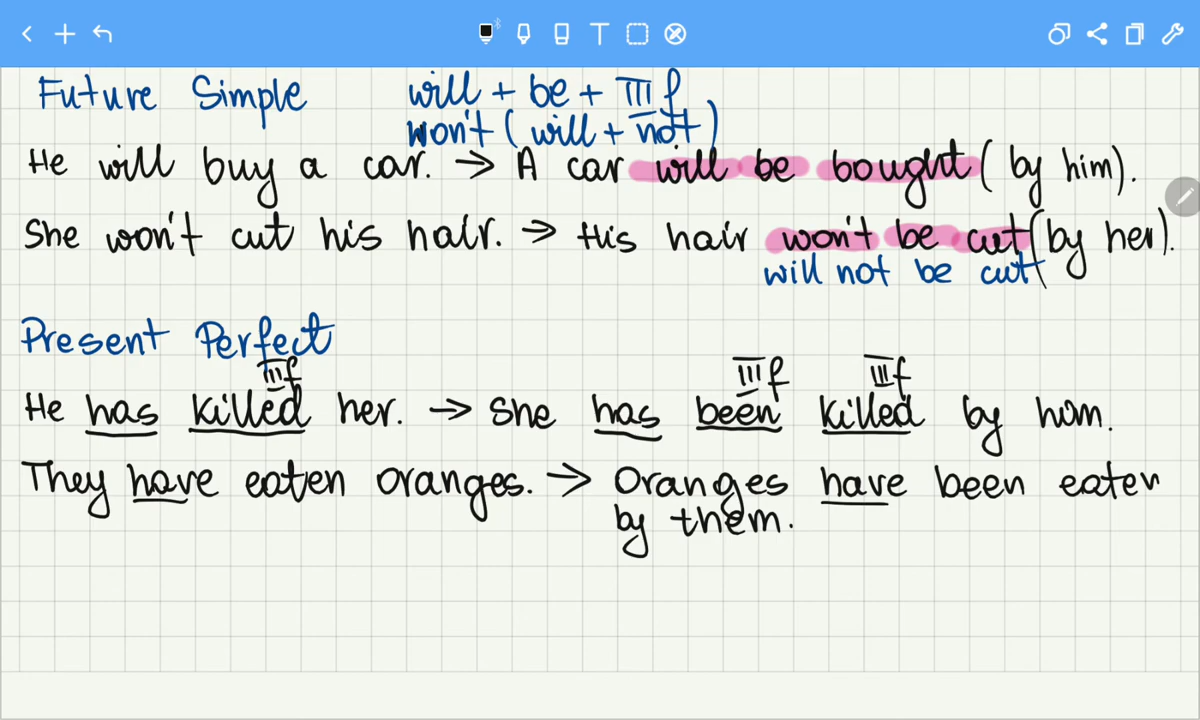 Future Simple will + be + III f
won't (will + not)
He will buy a car. → A car will be bought (by him).
She won't cut his hair. → His hair won't be cut (by her).
will not be cut
Present Perfect
III f III f III f
He has killed her. → She has been killed by him.
They have eaten oranges. → Oranges have been eaten
by them.